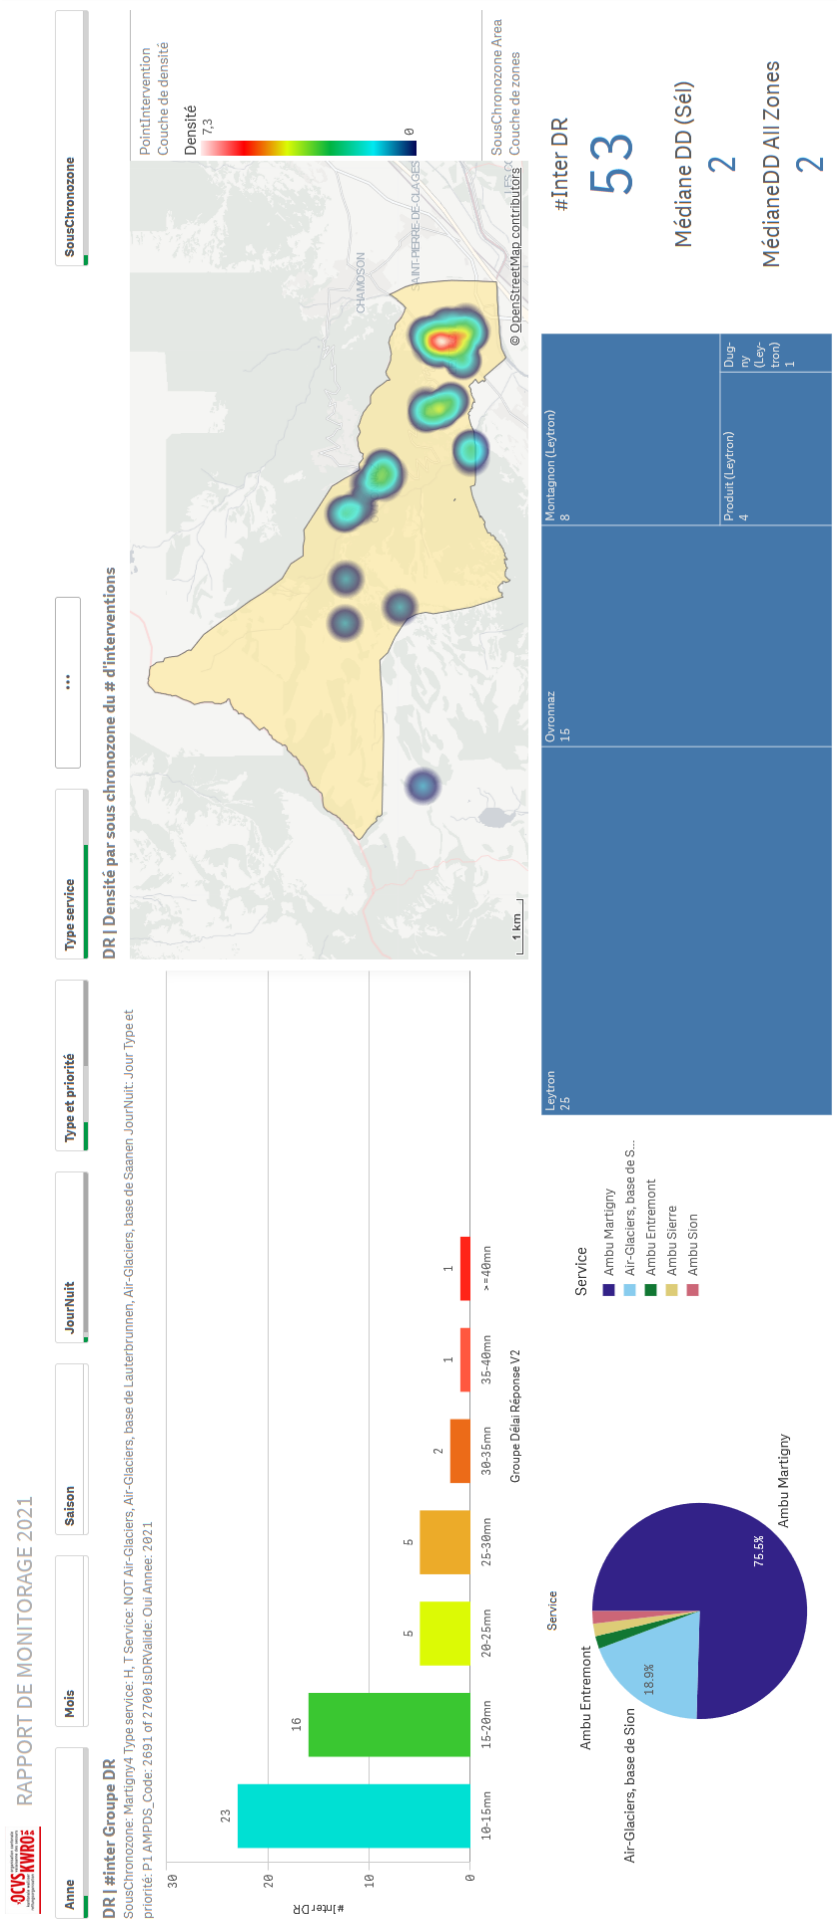 OCVS
KWRO
RAPPORT DE MONITORAGE 2021
Anne
Mois
Saison
JourNuit
Type et priorité
Type service
...
SousChronozone
DR | #inter Groupe DR
SousChronozone: Martigny4 Type service: H, T Service: NOT Air-Glaciers, Air-Glaciers, base de Lauterbrunnen, Air-Glaciers, base de Saanen JourNuit: Jour Type et
priorité: P1 AMPDS_Code: 2691 of 2700 IsDRValide: Oui Annee: 2021
#InterDR
30
20
10
0
23
16
5
5
2
1
1
10-15mn
15-20mn
20-25mn
25-30mn
30-35mn
35-40mn
>=40mn
Groupe Délai Réponse V2
DR | Densité par sous chronozone du # d'interventions
CHAMOSON
SAINT-PIERRE-DE-CLAGES
1 km
© OpenStreetMap contributors
PointIntervention
Couche de densité
Densité
7,3
0
SousChronozone Area
Couche de zones
Service
Ambu Entremont
Air-Glaciers, base de Sion
18.9%
75.5%
Ambu Martigny
Service
Ambu Martigny
Air-Glaciers, base de S...
Ambu Entremont
Ambu Sierre
Ambu Sion
Leytron
25
Ovronnaz
15
Montagnon (Leytron)
8
Produit (Leytron)
4
Dug-
ny
(Ley-
tron)
1
#Inter DR
53
Médiane DD (Sél)
2
MédianeDD All Zones
2